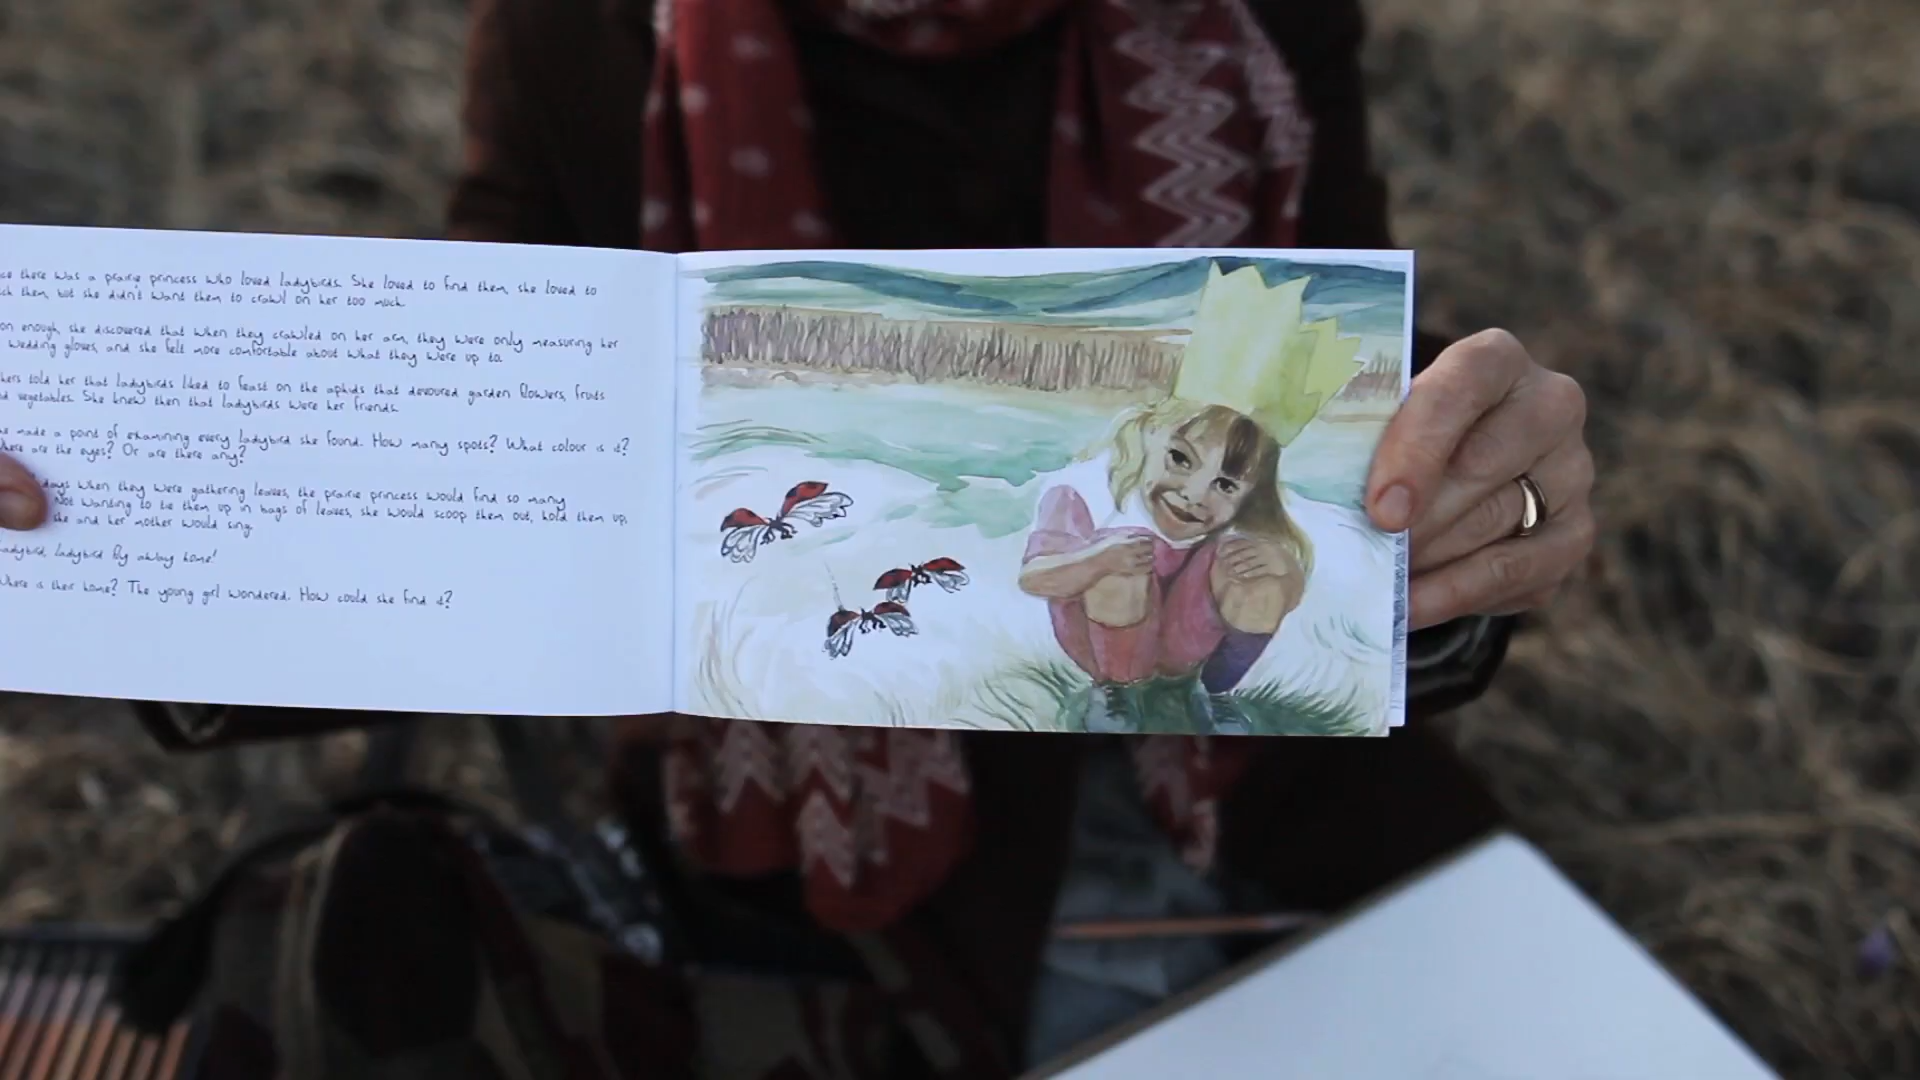 there was a prairie princess who loved ladybirds. She loved to find them, she loved to
them, but she didn't want them to crawl on her too much.
enough, she discovered that when they crawled on her arm, they were only measuring her
wedding gloves, and she felt more comfortable about what they were up to.
told her that ladybirds liked to feast on the aphids that devoured garden flowers, fruits
vegetables. She knew then that ladybirds were her friends.
made a point of examining every ladybird she found. How many spots? What colour is it?
are the eyes? Or are there any?
days when they were gathering leaves, the prairie princess would find so many
Not wanting to tie them up in bags of leaves, she would scoop them out, hold them up,
she and her mother would sing.
Ladybird, ladybird fly away home!
Where is their home? The young girl wondered. How could she find it?